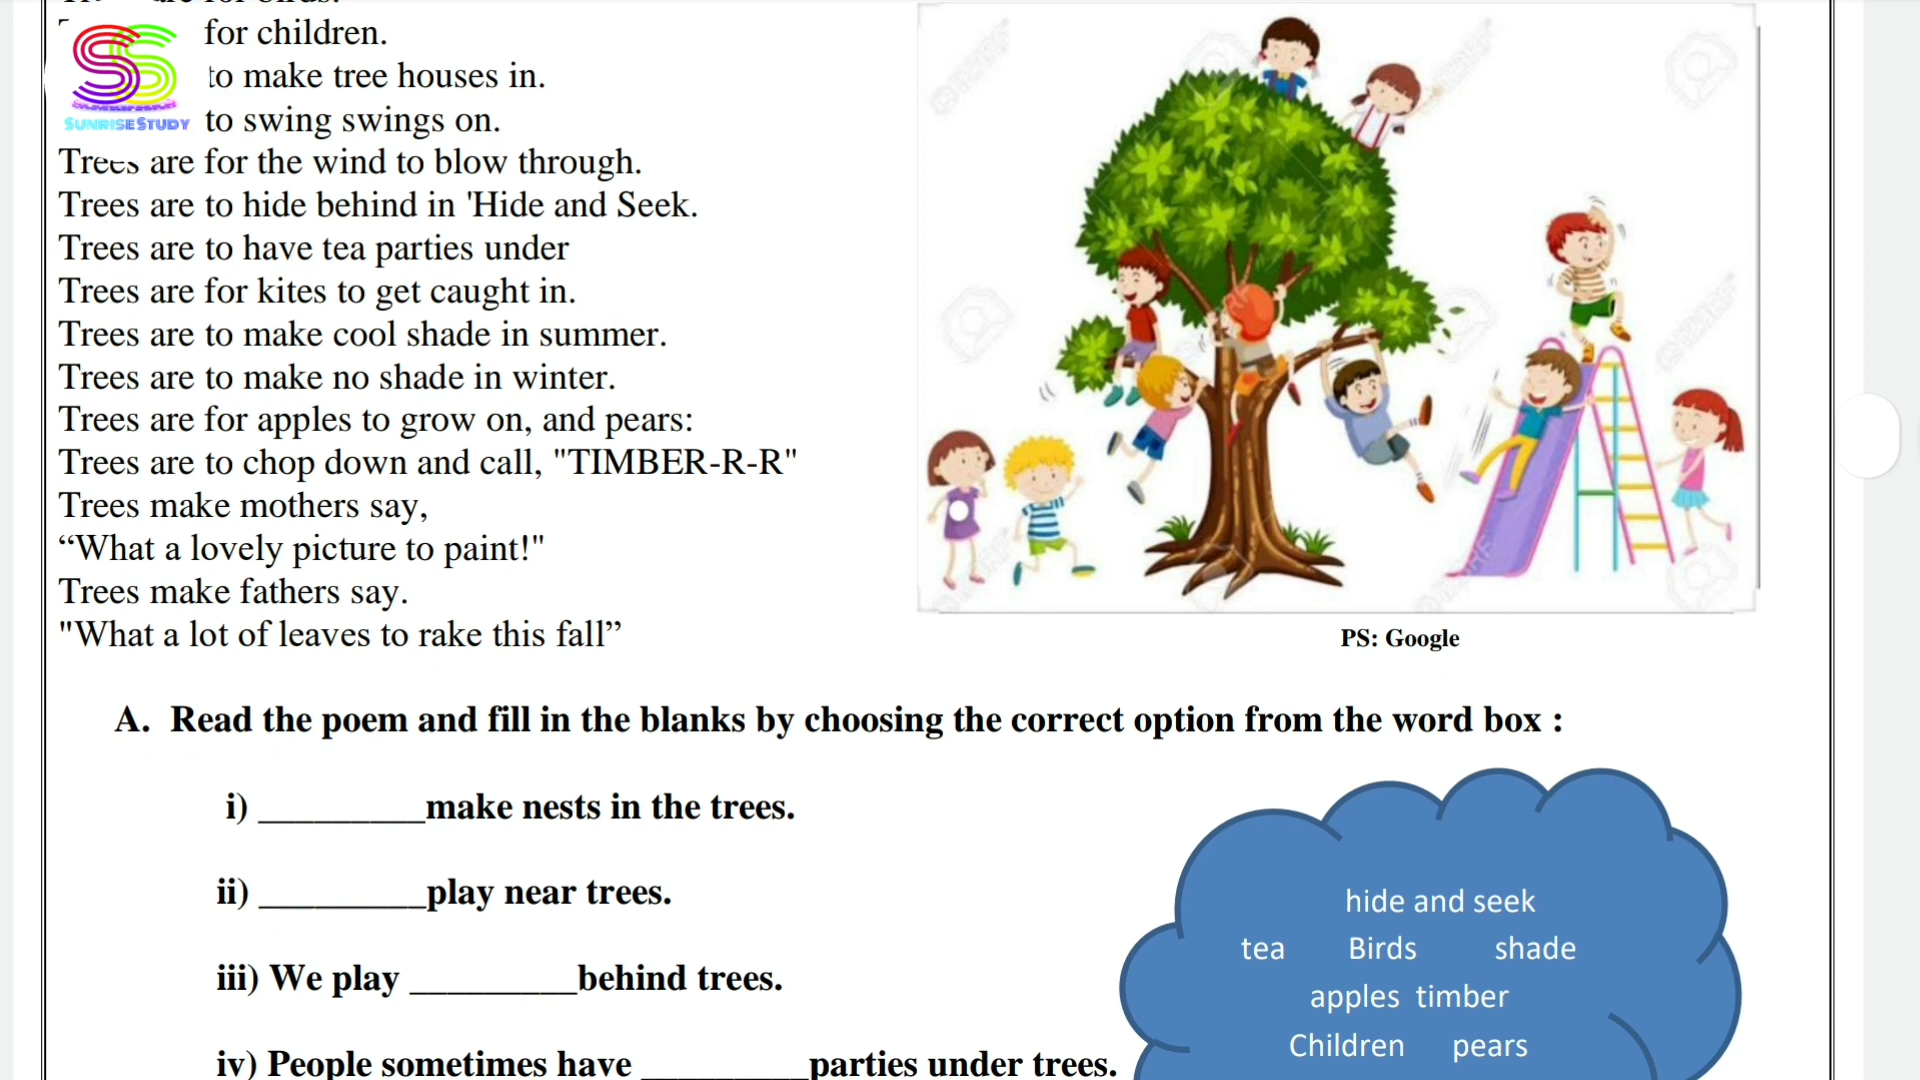 are for birds.
for children.
to make tree houses in.
SUNRISE STUDY
to swing swings on.
Trees are for the wind to blow through.
Trees are to hide behind in 'Hide and Seek.
Trees are to have tea parties under
Trees are for kites to get caught in.
Trees are to make cool shade in summer.
Trees are to make no shade in winter.
Trees are for apples to grow on, and pears:
Trees are to chop down and call, "TIMBER-R-R"
Trees make mothers say,
“What a lovely picture to paint!"
Trees make fathers say.
"What a lot of leaves to rake this fall”
PS: Google
A. Read the poem and fill in the blanks by choosing the correct option from the word box :
i) _________make nests in the trees.
ii) _________play near trees.
iii) We play _________behind trees.
iv) People sometimes have _________parties under trees.
hide and seek
tea Birds shade
apples timber
Children pears